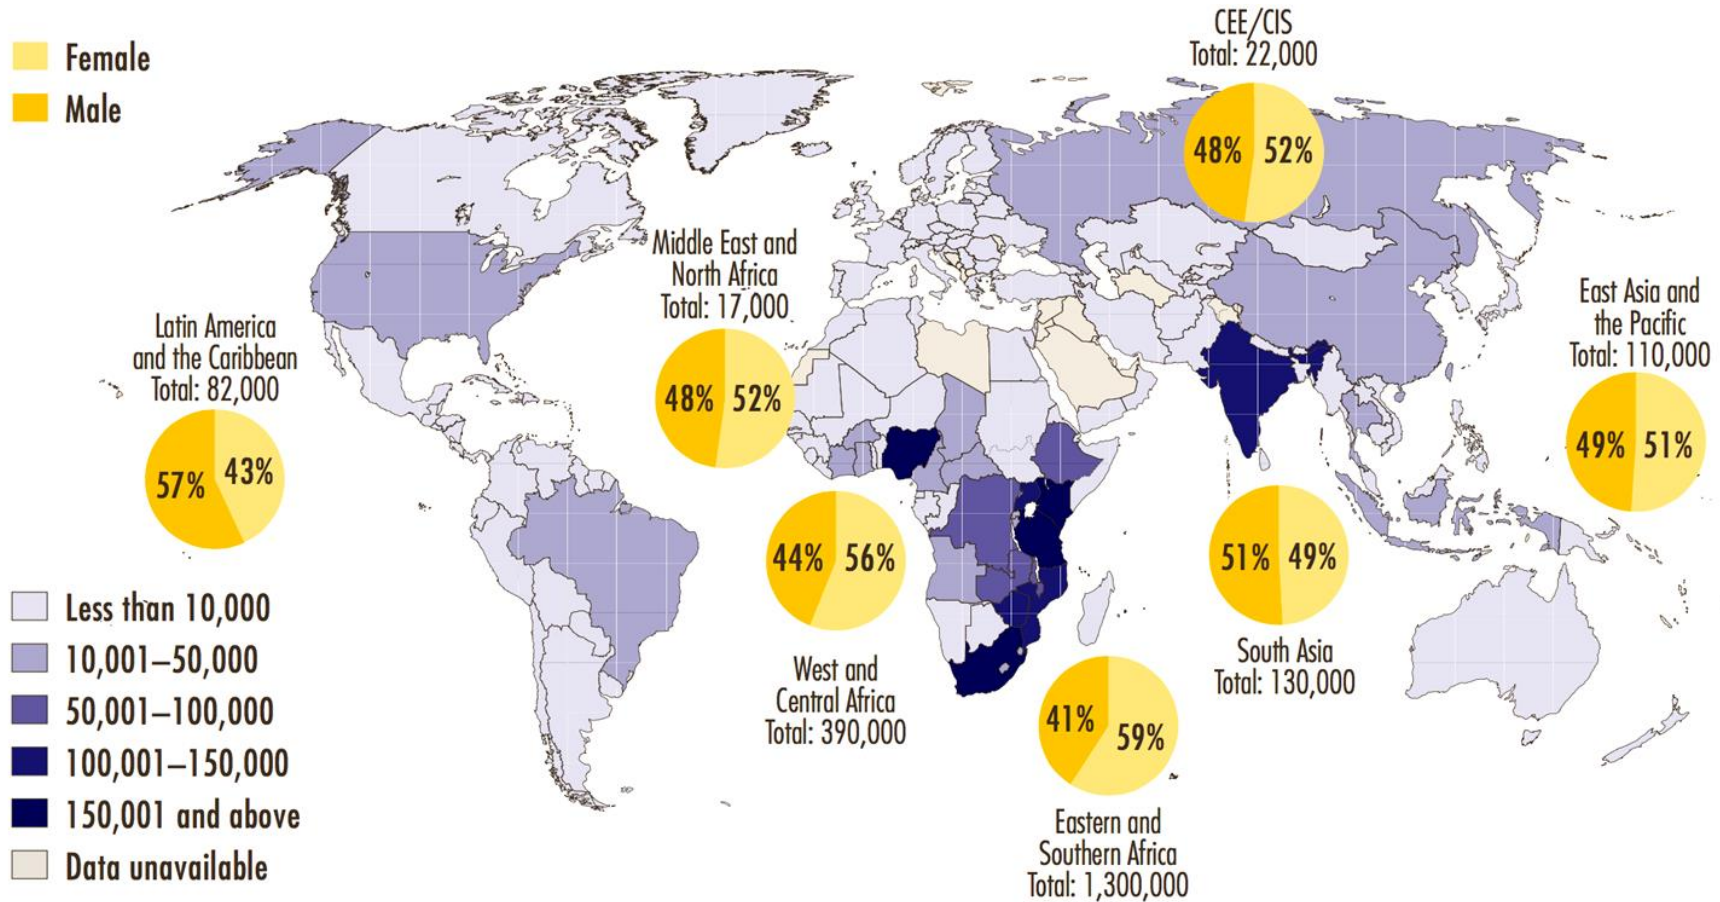 Female
Male
CEE/CIS
Total: 22,000
48% 52%
Middle East and
North Africa
Total: 17,000
48% 52%
Latin America
and the Caribbean
Total: 82,000
57% 43%
East Asia and
the Pacific
Total: 110,000
49% 51%
44% 56%
West and
Central Africa
Total: 390,000
51% 49%
South Asia
Total: 130,000
41% 59%
Eastern and
Southern Africa
Total: 1,300,000
Less than 10,000
10,001–50,000
50,001–100,000
100,001–150,000
150,001 and above
Data unavailable